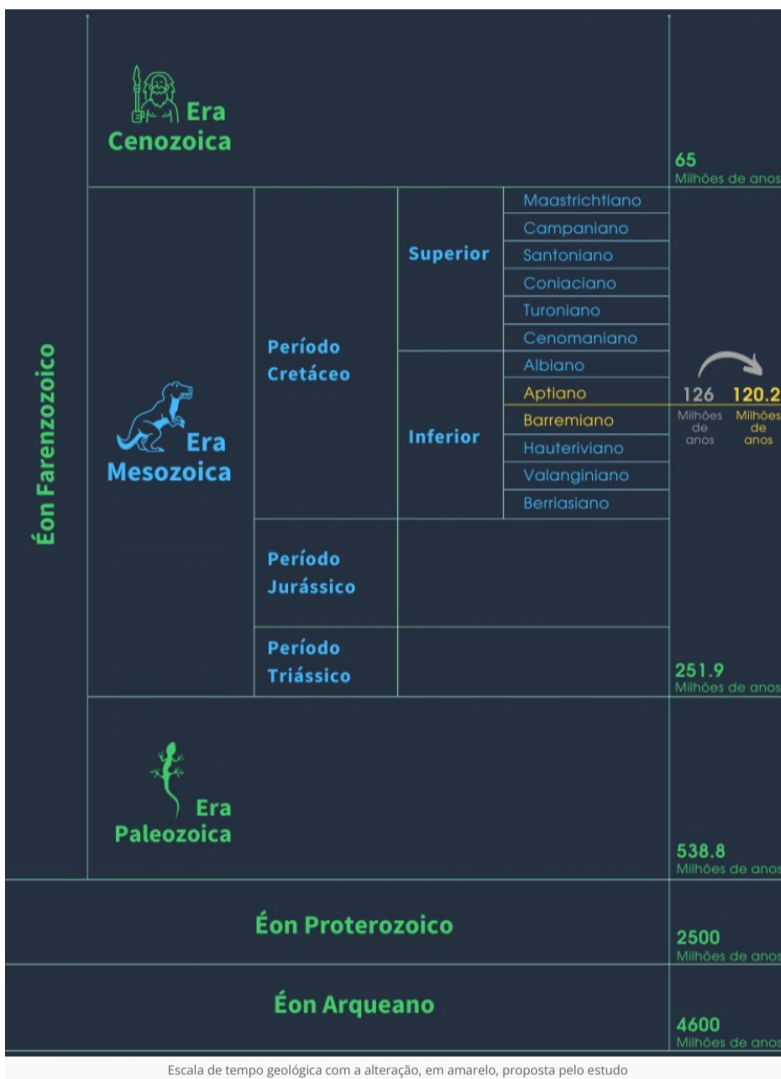 Era
Cenozoica
65
Milhões de anos
Éon Farenzozoico
Era
Mesozoica
Período
Cretáceo
Superior
Maastrichtiano
Campaniano
Santoniano
Coniaciano
Turoniano
Cenomaniano
Inferior
Albiano
Aptiano
Barremiano
Hauteriviano
Valanginiano
Berriasiano
126
Milhões
de
anos
120.2
Milhões
de
anos
Período
Jurássico
Período
Triássico
251.9
Milhões de anos
Era
Paleozoica
538.8
Milhões de anos
Éon Proterozoico
2500
Milhões de anos
Éon Arqueano
4600
Milhões de anos
Escala de tempo geológica com a alteração, em amarelo, proposta pelo estudo